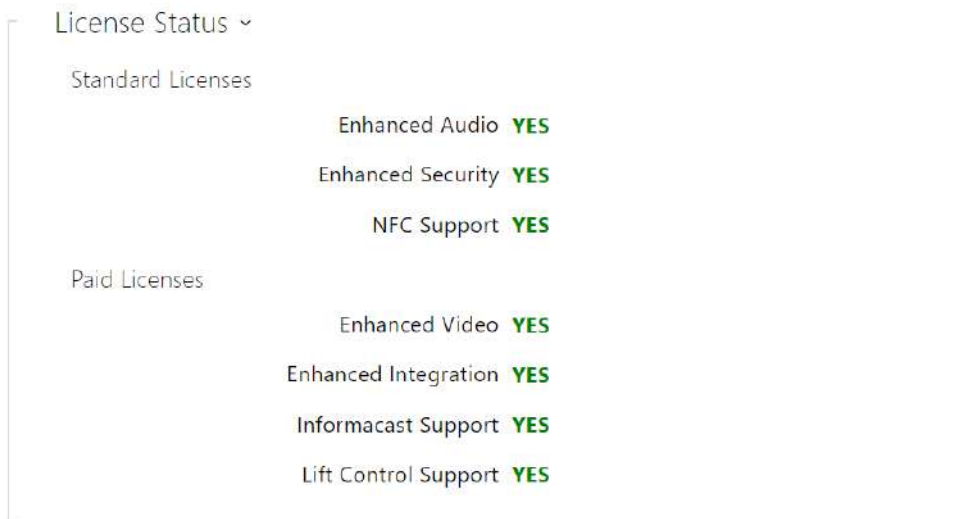 License Status
Standard Licenses
Enhanced Audio YES
Enhanced Security YES
NFC Support YES
Paid Licenses
Enhanced Video YES
Enhanced Integration YES
Informacast Support YES
Lift Control Support YES